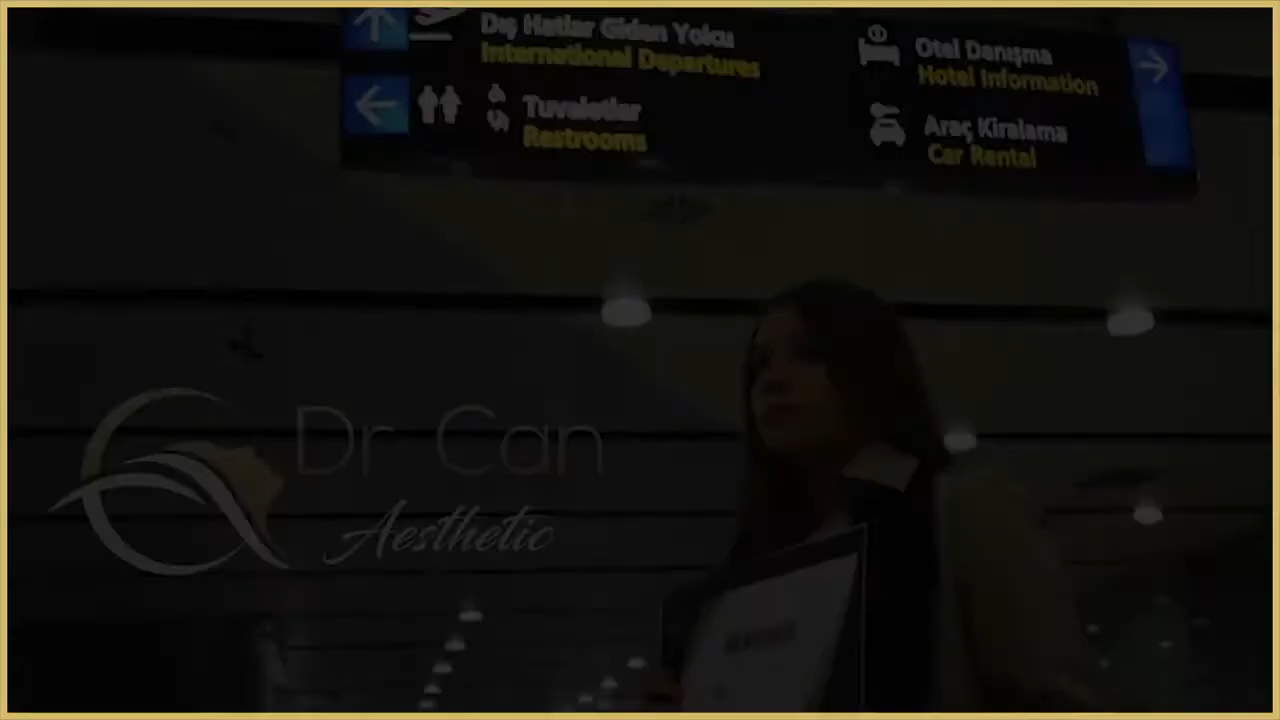 Dış Hatlar Giden Yolcu
International Departures
Tuvaletler
Restrooms
Otel Danışma
Hotel Information
Araç Kiralama
Car Rental
Dr Can
Aesthetic